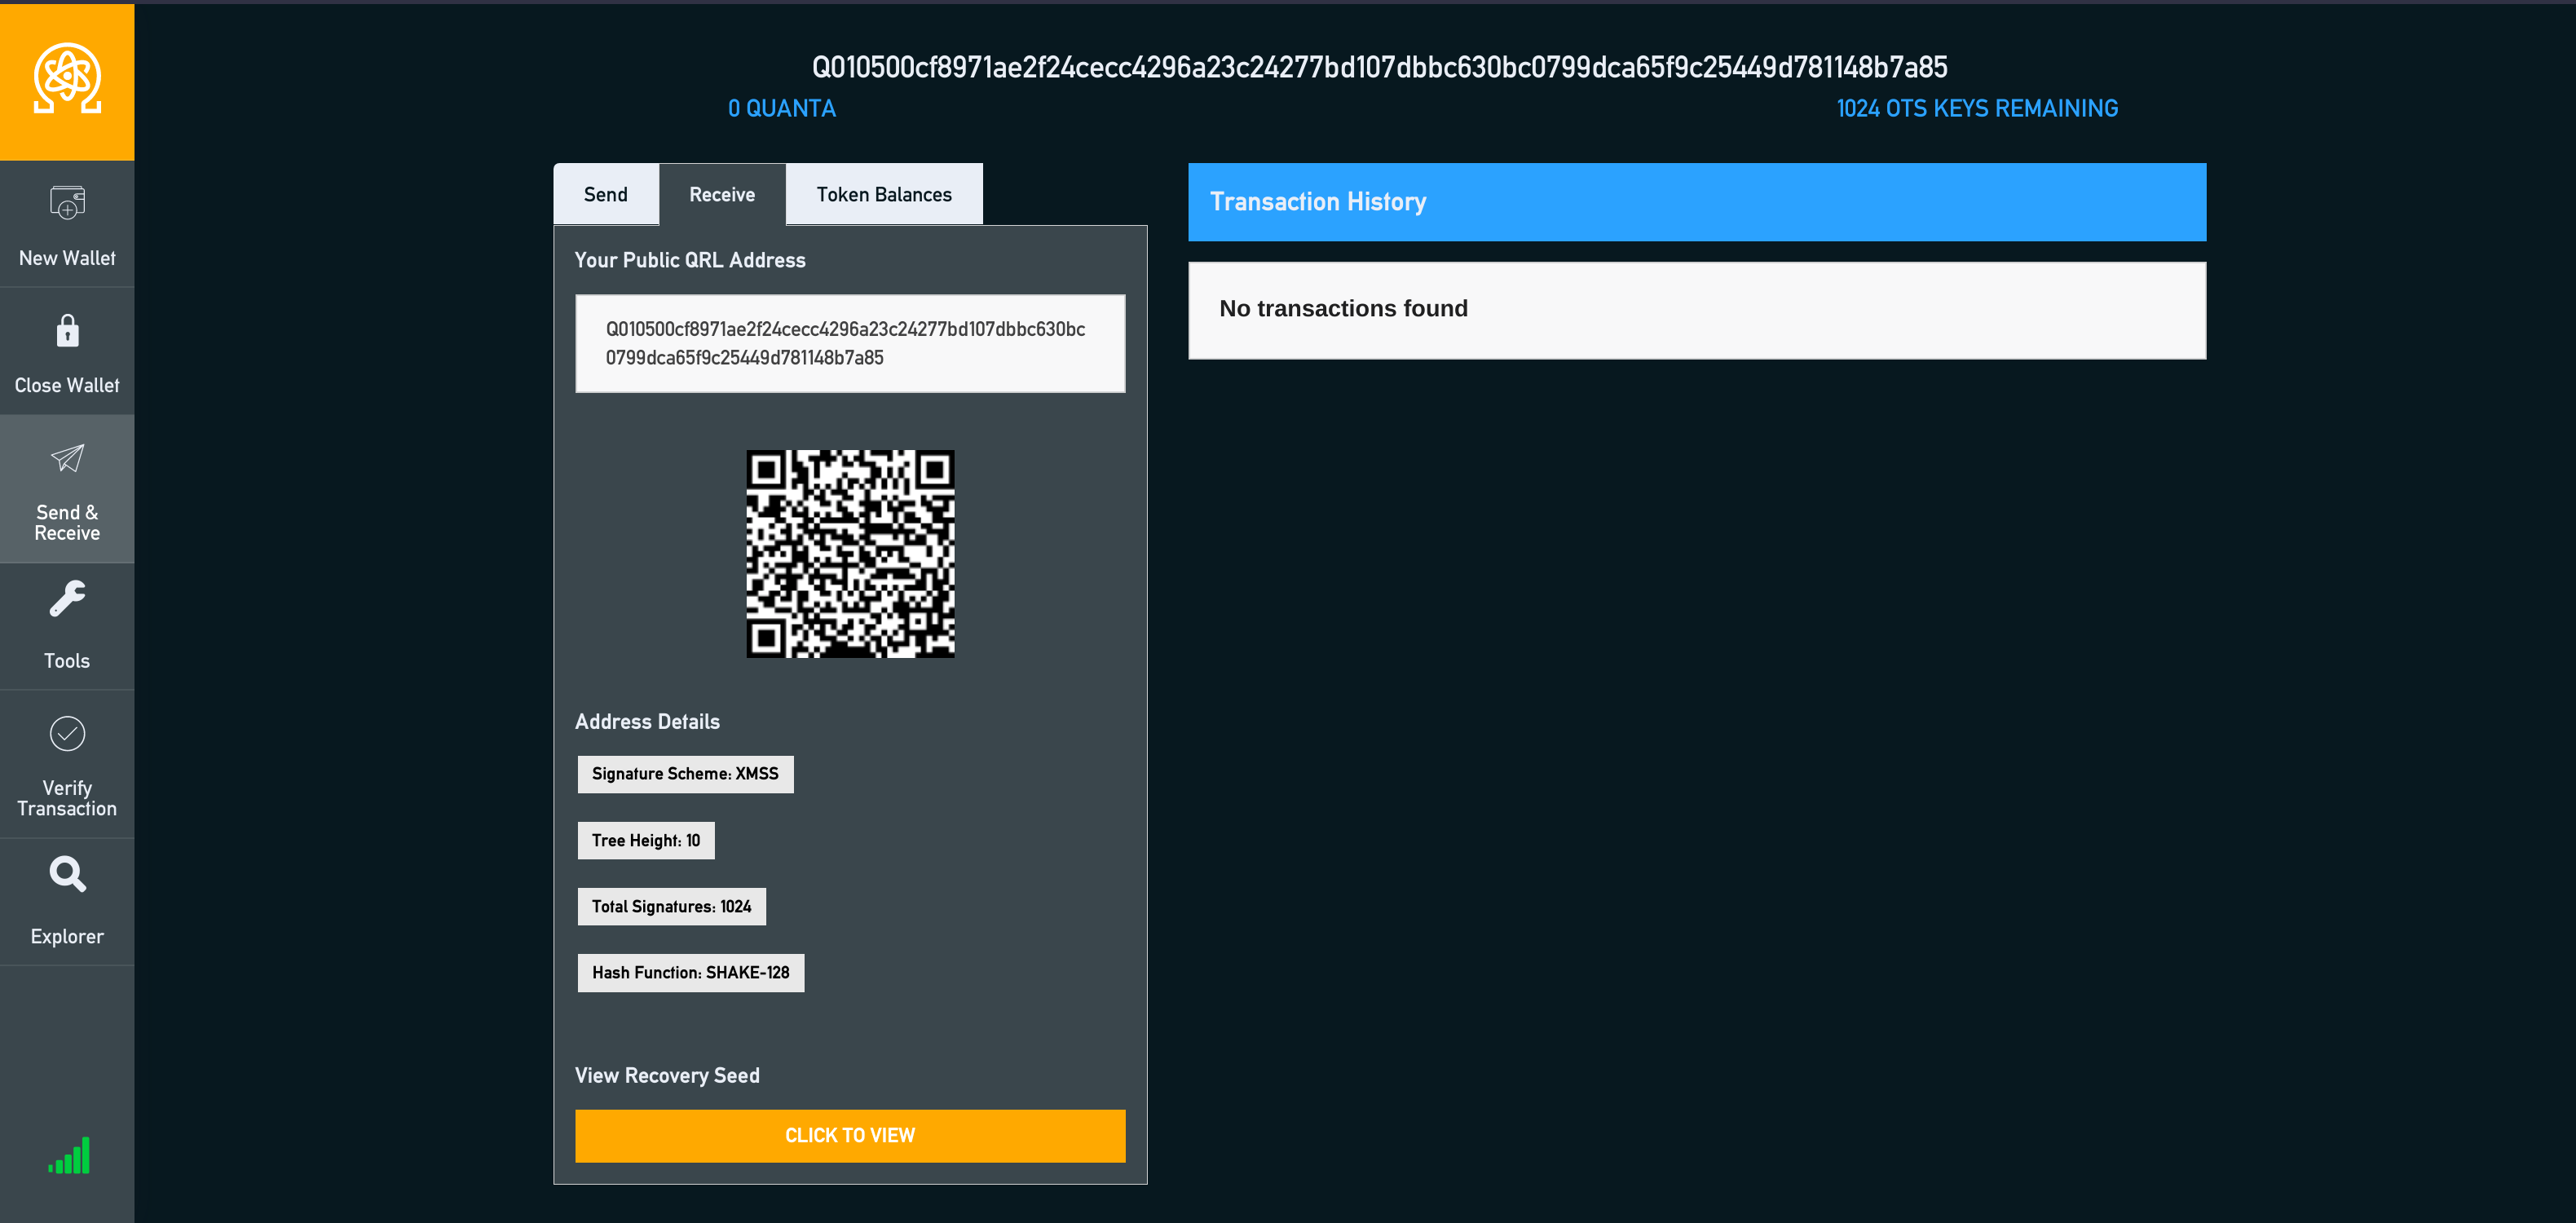 Q010500cf8971ae2f24cecc4296a23c24277bd107dbbc630bc0799dca65f9c25449d781148b7a85
0 QUANTA
1024 OTS KEYS REMAINING
New Wallet
Close Wallet
Send &
Receive
Tools
Verify
Transaction
Explorer
Send
Receive
Token Balances
Your Public QRL Address
Q010500cf8971ae2f24cecc4296a23c24277bd107dbbc630bc
0799dca65f9c25449d781148b7a85
Address Details
Signature Scheme: XMSS
Tree Height: 10
Total Signatures: 1024
Hash Function: SHAKE-128
View Recovery Seed
CLICK TO VIEW
Transaction History
No transactions found